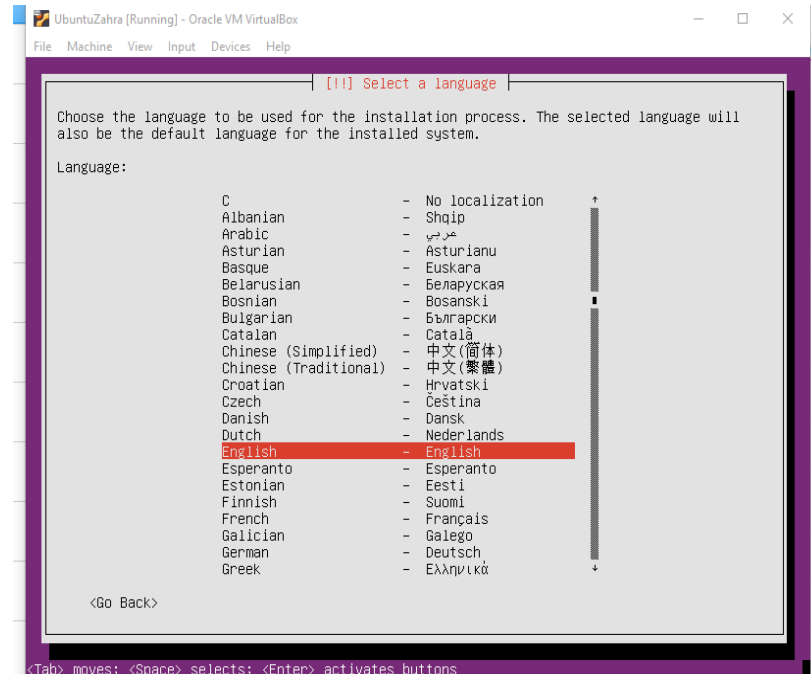 UbuntuZahra [Running] - Oracle VM VirtualBox
File Machine View Input Devices Help
[!!] Select a language
Choose the language to be used for the installation process. The selected language will
also be the default language for the installed system.
Language:
C - No localization
Albanian - Shqip
Arabic - عربي
Asturian - Asturianu
Basque - Euskara
Belarusian - Беларуская
Bosnian - Bosanski
Bulgarian - Български
Catalan - Català
Chinese (Simplified) - 中文(简体)
Chinese (Traditional) - 中文(繁體)
Croatian - Hrvatski
Czech - Čeština
Danish - Dansk
Dutch - Nederlands
English - English
Esperanto - Esperanto
Estonian - Eesti
Finnish - Suomi
French - Français
Galician - Galego
German - Deutsch
Greek - Ελληνικά
<Go Back>
<Tab> moves; <Space> selects; <Enter> activates buttons